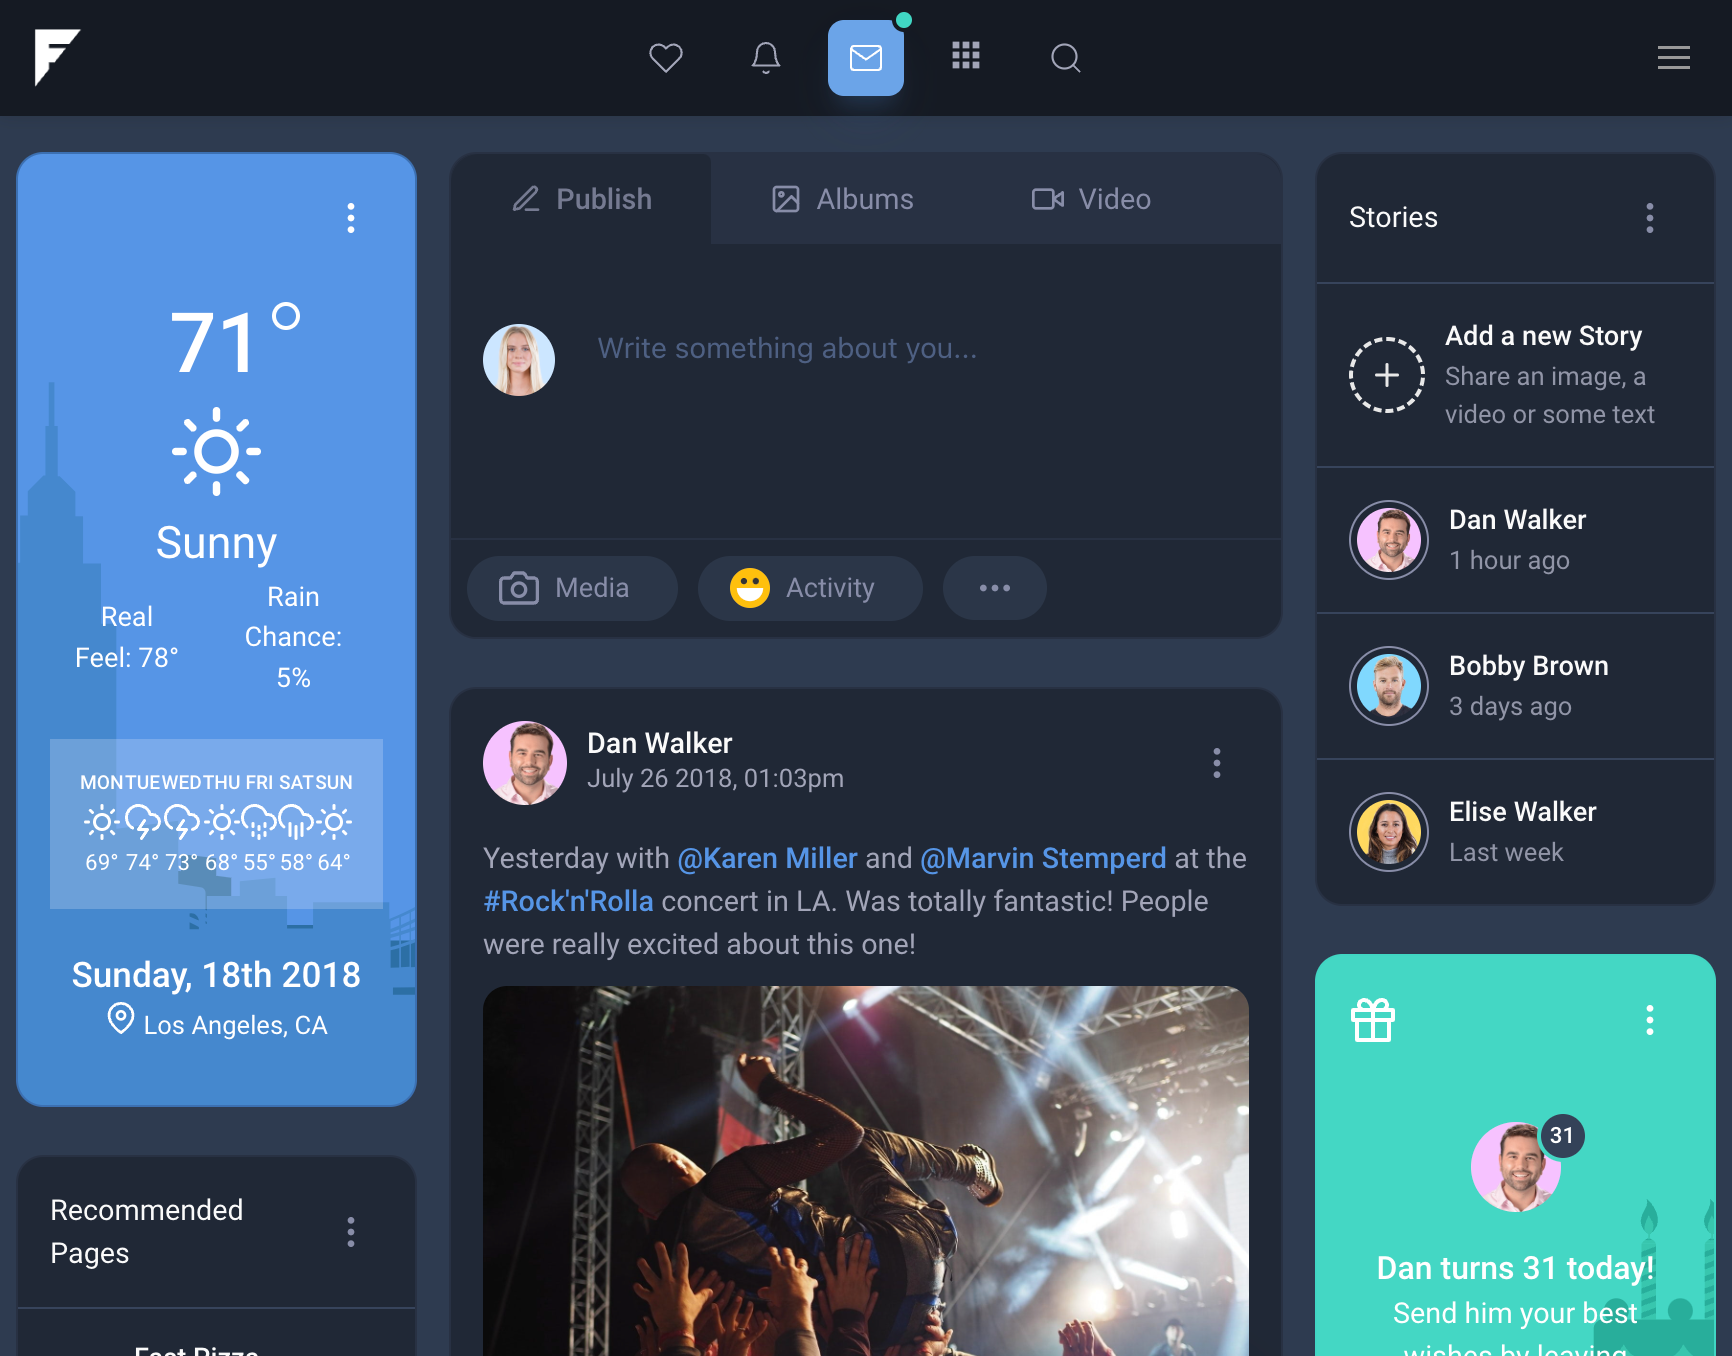 71°
Sunny
Real
Feel: 78°
Rain
Chance:
5%
MON TUE WED THU FRI SAT SUN
69° 74° 73° 68° 55° 58° 64°
Sunday, 18th 2018
Los Angeles, CA
Recommended
Pages
Fast Pizza
Publish
Albums
Video
Write something about you...
Media
Activity
Dan Walker
July 26 2018, 01:03pm
Yesterday with @Karen Miller and @Marvin Stemperd at the
#Rock'n'Rolla concert in LA. Was totally fantastic! People
were really excited about this one!
Stories
Add a new Story
Share an image, a
video or some text
Dan Walker
1 hour ago
Bobby Brown
3 days ago
Elise Walker
Last week
31
Dan turns 31 today!
Send him your best
wishes by leaving